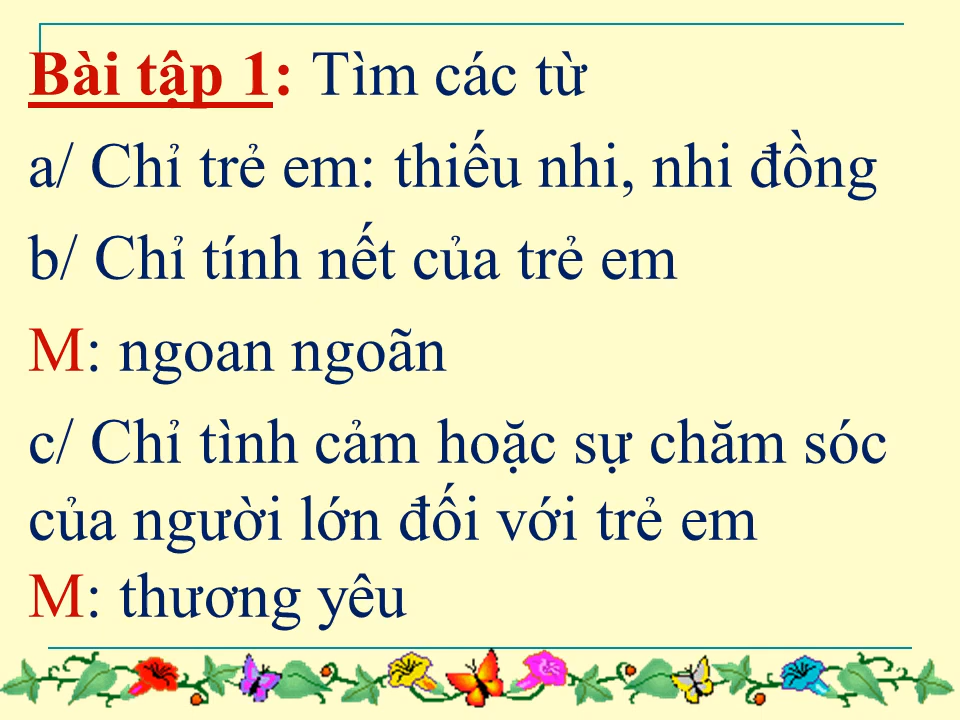 Bài tập 1: Tìm các từ
a/ Chỉ trẻ em: thiếu nhi, nhi đồng
b/ Chỉ tính nết của trẻ em
M: ngoan ngoãn
c/ Chỉ tình cảm hoặc sự chăm sóc
của người lớn đối với trẻ em
M: thương yêu